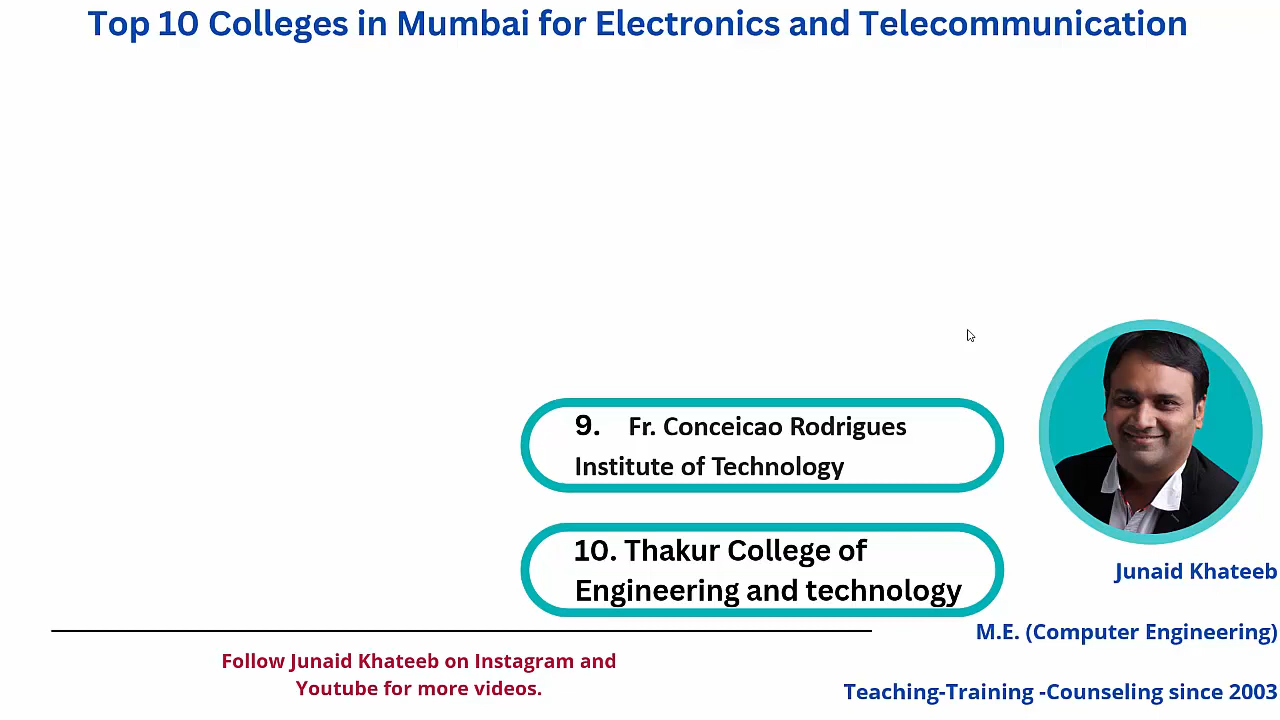 Top 10 Colleges in Mumbai for Electronics and Telecommunication
9. Fr. Conceicao Rodrigues
Institute of Technology
10. Thakur College of
Engineering and technology
Junaid Khateeb
M.E. (Computer Engineering)
Teaching-Training -Counseling since 2003
Follow Junaid Khateeb on Instagram and
Youtube for more videos.